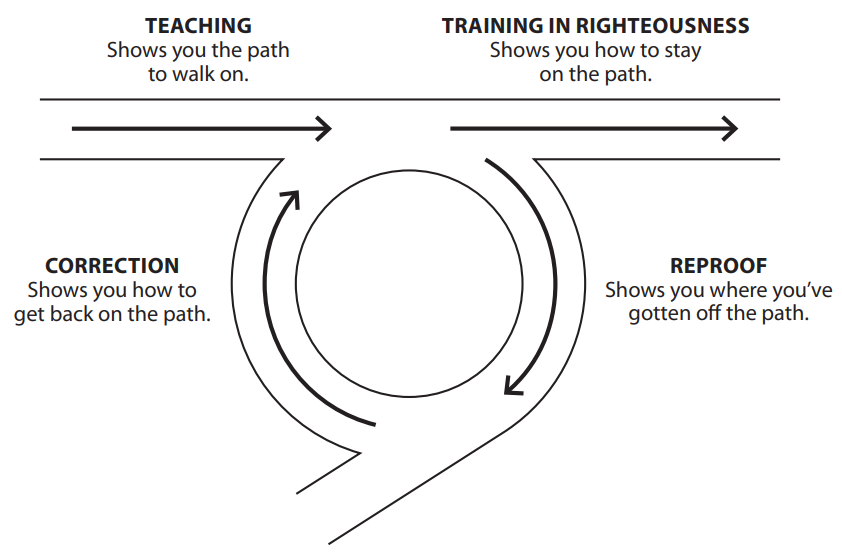 TEACHING
Shows you the path
to walk on.
TRAINING IN RIGHTEOUSNESS
Shows you how to stay
on the path.
CORRECTION
Shows you how to
get back on the path.
REPROOF
Shows you where you’ve
gotten off the path.